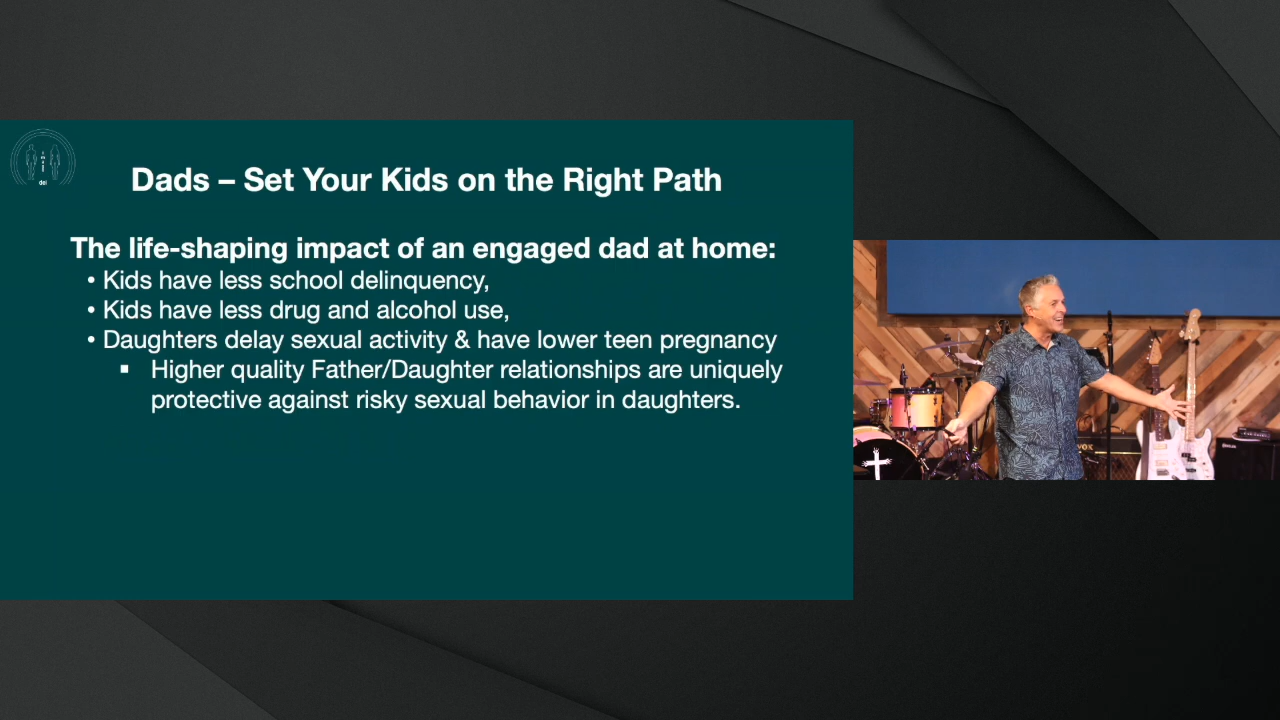 Dads – Set Your Kids on the Right Path
The life-shaping impact of an engaged dad at home:
• Kids have less school delinquency,
• Kids have less drug and alcohol use,
• Daughters delay sexual activity & have lower teen pregnancy
▪ Higher quality Father/Daughter relationships are uniquely
protective against risky sexual behavior in daughters.
VOX